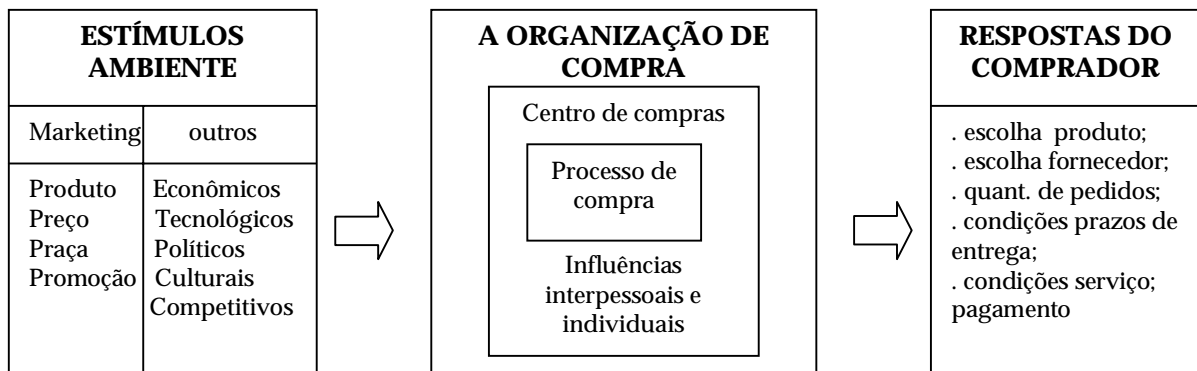 ESTÍMULOS
AMBIENTE
Marketing outros
Produto Econômicos
Preço Tecnológicos
Praça Políticos
Promoção Culturais
Competitivos
A ORGANIZAÇÃO DE
COMPRA
Centro de compras
Processo de
compra
Influências
interpessoais e
individuais
RESPOSTAS DO
COMPRADOR
. escolha produto;
. escolha fornecedor;
. quant. de pedidos;
. condições prazos de
entrega;
. condições serviço;
pagamento